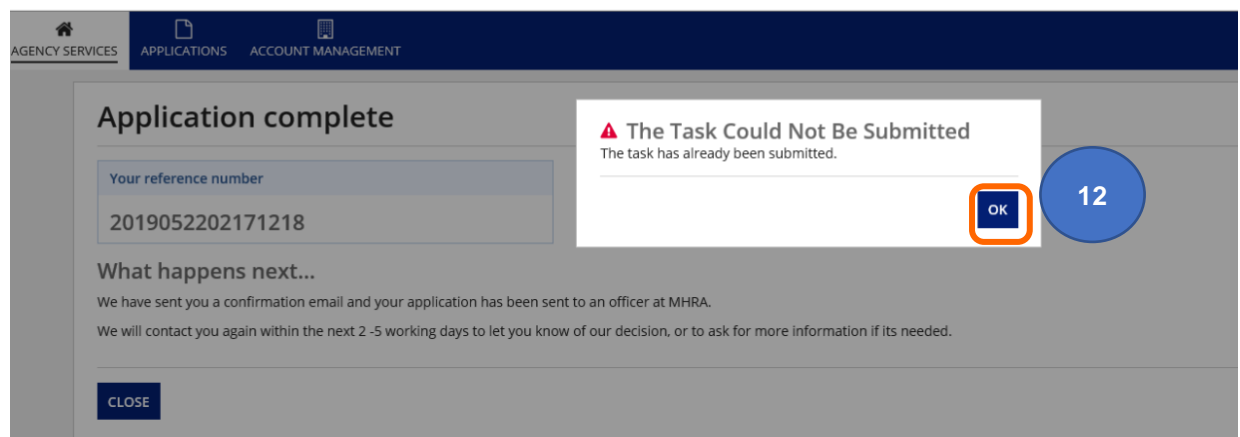 AGENCY SERVICES
APPLICATIONS
ACCOUNT MANAGEMENT
Application complete
Your reference number
2019052202171218
The Task Could Not Be Submitted
The task has already been submitted.
OK
12
What happens next...
We have sent you a confirmation email and your application has been sent to an officer at MHRA.
We will contact you again within the next 2 -5 working days to let you know of our decision, or to ask for more information if its needed.
CLOSE